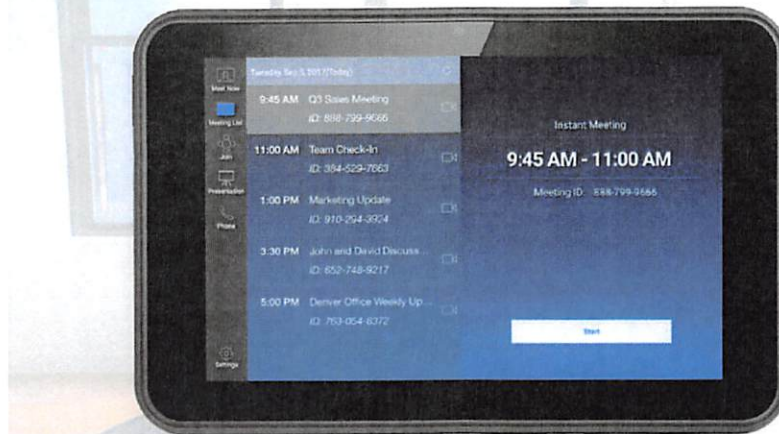 Meet Now
Meeting List
Join
Presentation
Phone
Settings
Tuesday Sep 5, 2017(Today)
9:45 AM Q3 Sales Meeting
ID: 888-799-9666
11:00 AM Team Check-In
ID: 384-529-7663
1:00 PM Marketing Update
ID: 910-294-3924
3:30 PM John and David Discuss...
ID: 652-748-9217
5:00 PM Denver Office Weekly Up...
ID: 763-054-6372
Instant Meeting
9:45 AM - 11:00 AM
Meeting ID: 888-799-9666
Start